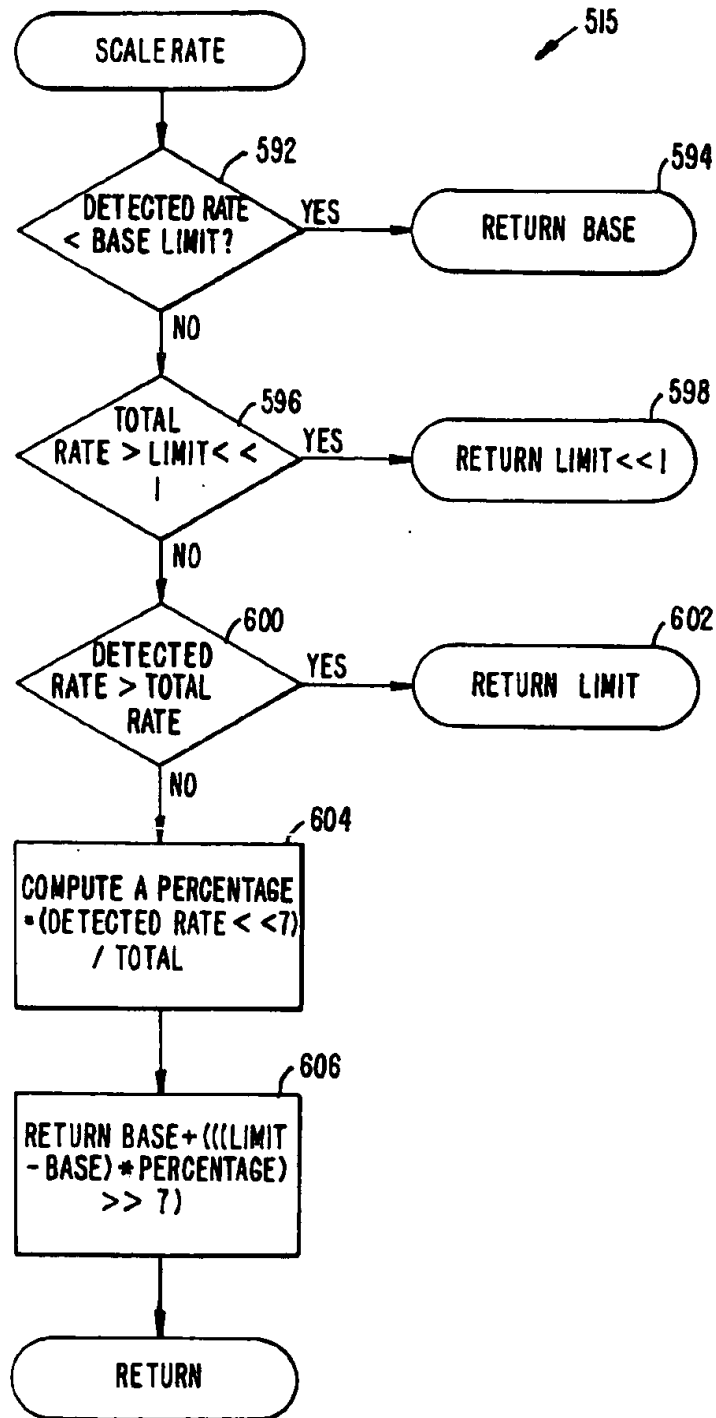 515
SCALERATE
592
DETECTED RATE
< BASE LIMIT?
YES
594
RETURN BASE
NO
596
TOTAL
RATE > LIMIT< <
1
YES
598
RETURN LIMIT<<1
NO
600
DETECTED
RATE > TOTAL
RATE
YES
602
RETURN LIMIT
NO
604
COMPUTE A PERCENTAGE
=(DETECTED RATE < <7)
/ TOTAL
606
RETURN BASE+(((LIMIT
-BASE)*PERCENTAGE)
>> 7)
RETURN